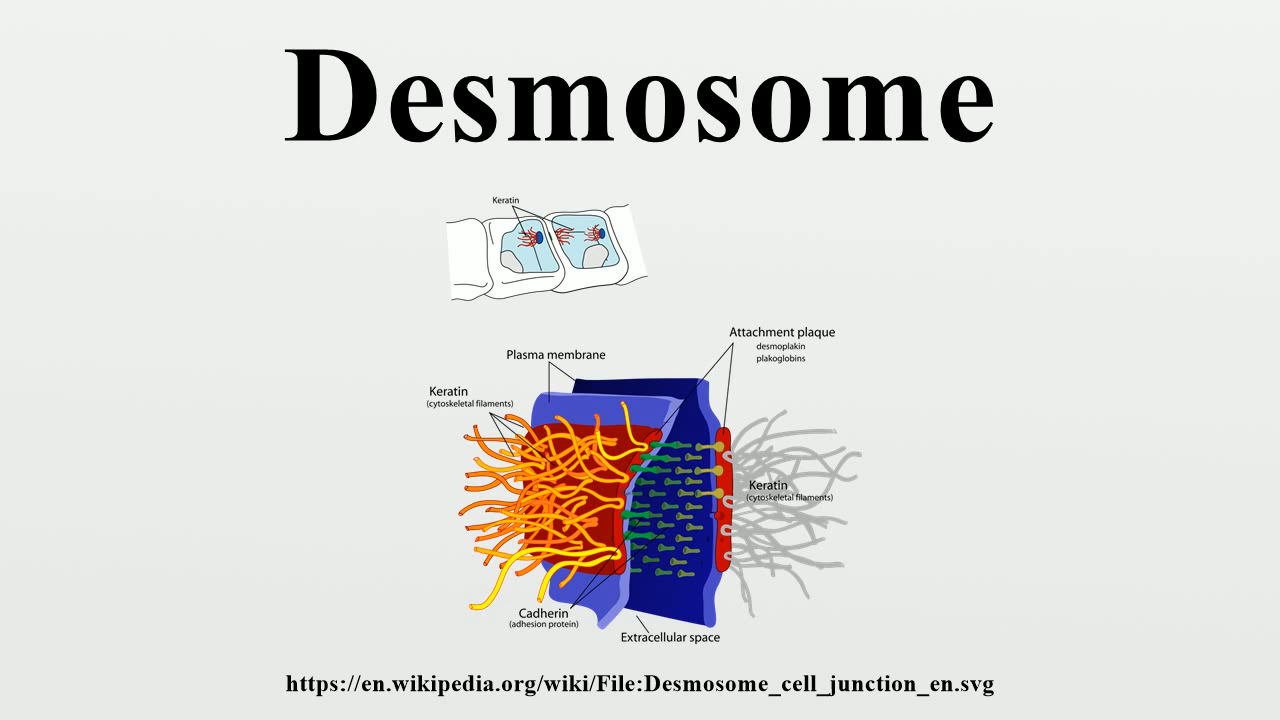 Desmosome
Keratin
Attachment plaque
desmoplakin
plakoglobins
Plasma membrane
Keratin
(cytoskeletal filaments)
Keratin
(cytoskeletal filaments)
Cadherin
(adhesion protein)
Extracellular space
https://en.wikipedia.org/wiki/File:Desmosome_cell_junction_en.svg